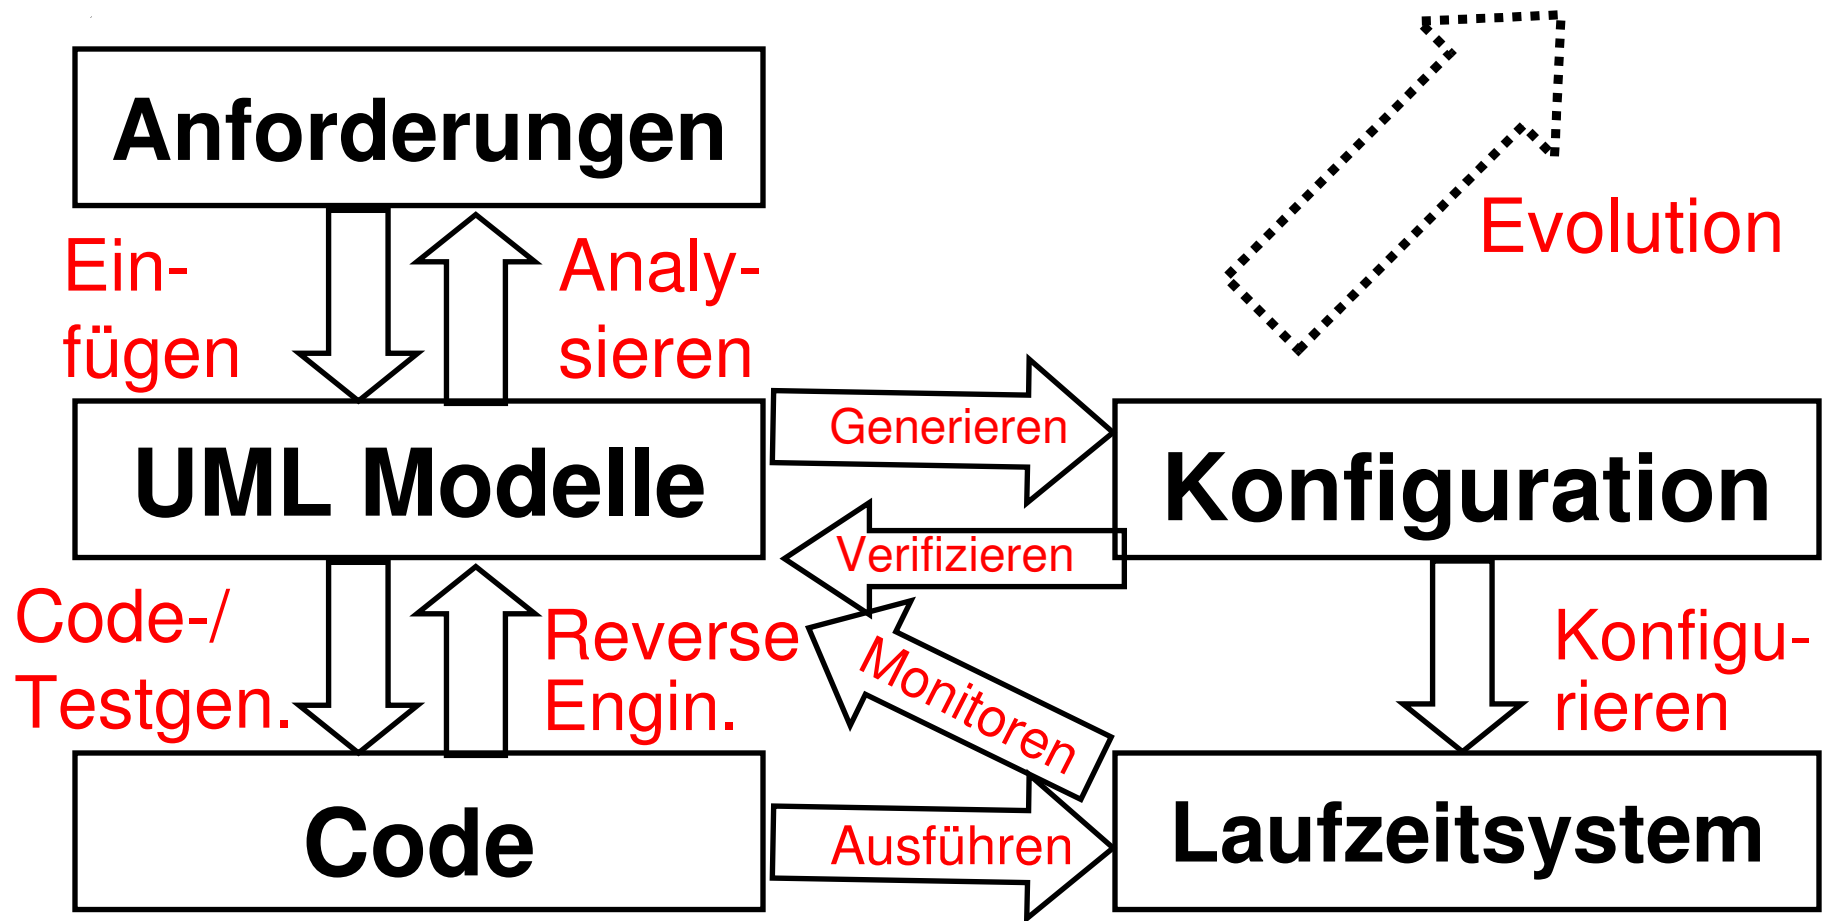 Anforderungen
Evolution
Ein-
fügen
Analy-
sieren
Generieren
UML Modelle
Konfiguration
Verifizieren
Code-/
Testgen.
Reverse
Engin.
Monitoren
Konfigu-
rieren
Code
Ausführen
Laufzeitsystem